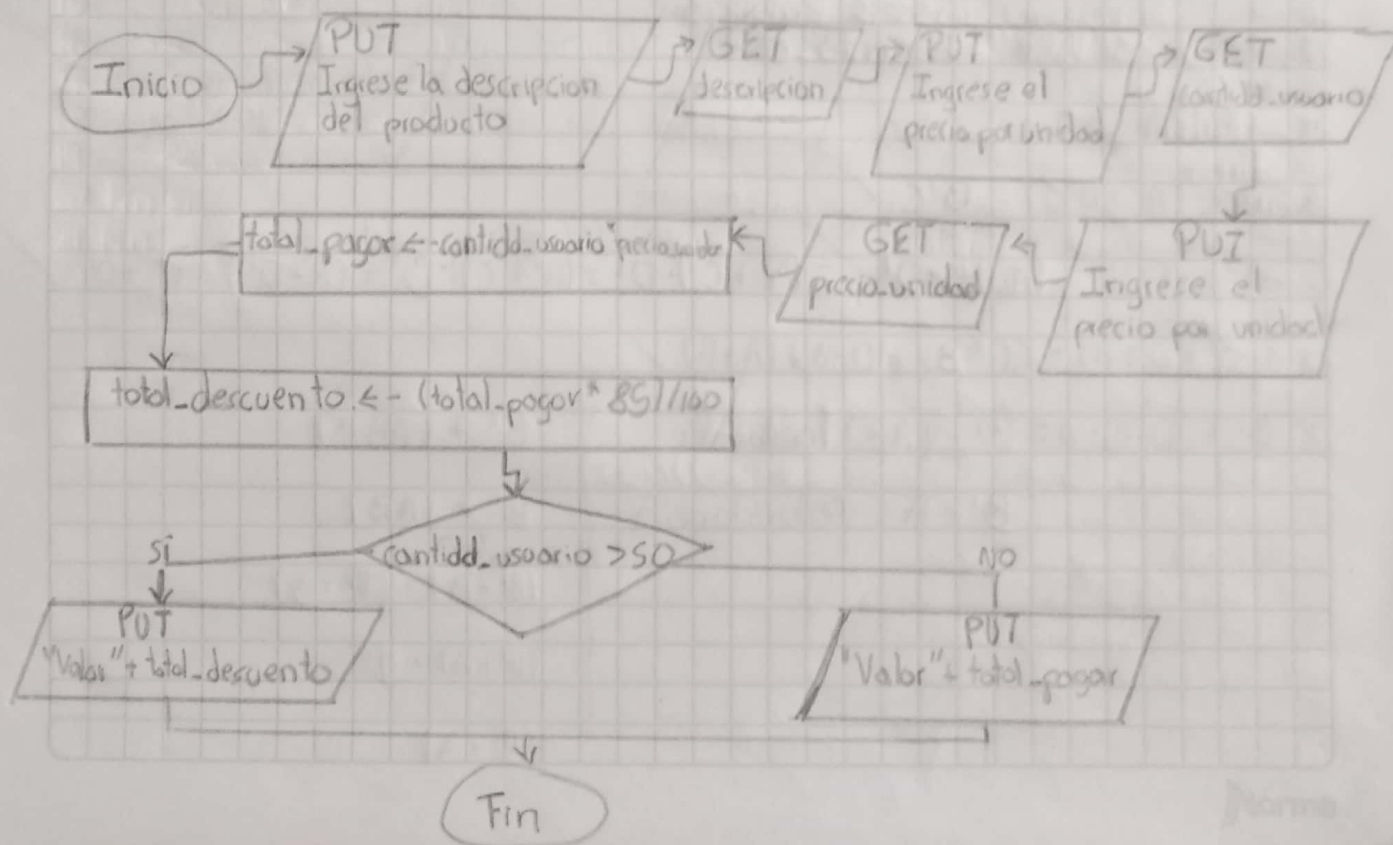 Inicio
PUT
Ingrese la descripcion
del producto
GET
descripcion
PUT
Ingrese el
precio por unidad
GET
cantidd_usuario
PUT
Ingrese el
precio por unidad
GET
precio_unidad
total_pagar <- cantidd_usuario*
total_descuento <- (total_pagar * 85)/100
cantidd_usuario >50
SI
NO
PUT
"Valor" + total_descuento
PUT
"Valor" + total_pagar
Fin
Norma